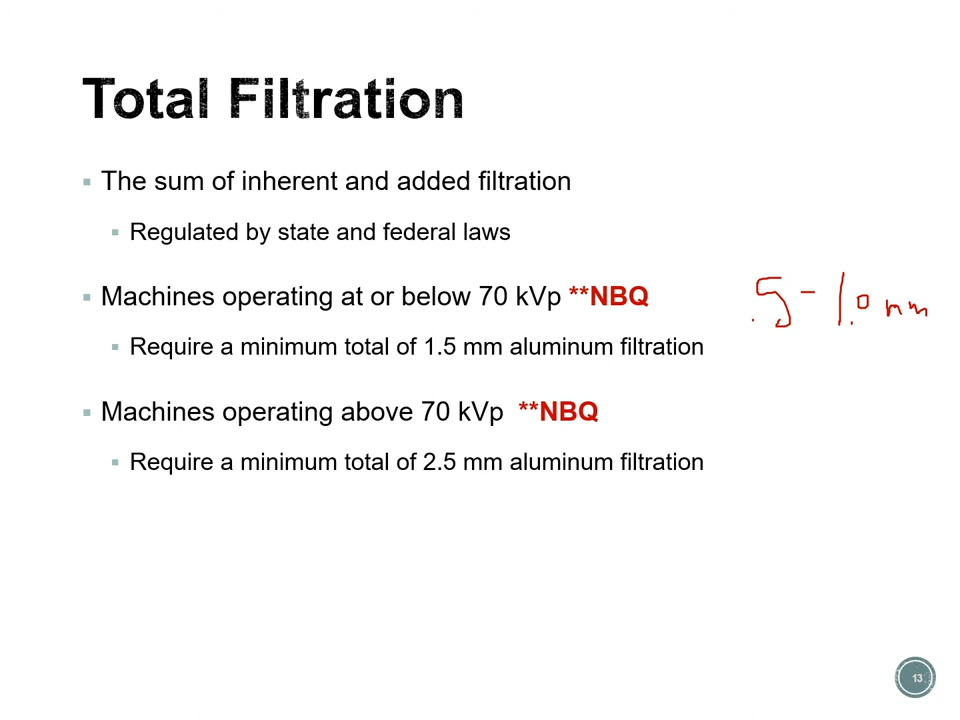 Total Filtration
The sum of inherent and added filtration
Regulated by state and federal laws
Machines operating at or below 70 kVp **NBQ
.5 - 1.0 mm
Require a minimum total of 1.5 mm aluminum filtration
Machines operating above 70 kVp **NBQ
Require a minimum total of 2.5 mm aluminum filtration
13